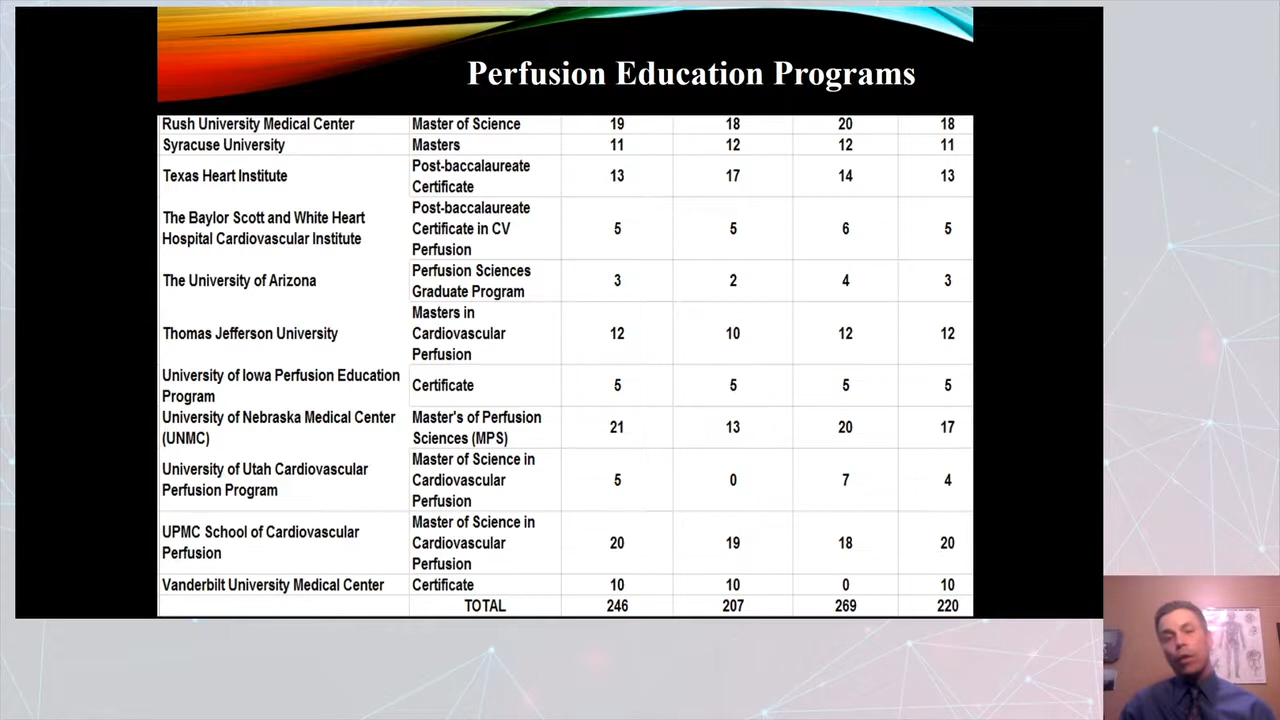 Perfusion Education Programs
Rush University Medical Center Master of Science 19 18 20 18
Syracuse University Masters 11 12 12 11
Texas Heart Institute Post-baccalaureate
Certificate 13 17 14 13
The Baylor Scott and White Heart
Hospital Cardiovascular Institute Post-baccalaureate
Certificate in CV
Perfusion 5 5 6 5
The University of Arizona Perfusion Sciences
Graduate Program 3 2 4 3
Thomas Jefferson University Masters in
Cardiovascular
Perfusion 12 10 12 12
University of Iowa Perfusion Education
Program Certificate 5 5 5 5
University of Nebraska Medical Center
(UNMC) Master's of Perfusion
Sciences (MPS) 21 13 20 17
University of Utah Cardiovascular
Perfusion Program Master of Science in
Cardiovascular
Perfusion 5 0 7 4
UPMC School of Cardiovascular
Perfusion Master of Science in
Cardiovascular
Perfusion 20 19 18 20
Vanderbilt University Medical Center Certificate 10 10 0 10
TOTAL 246 207 269 220